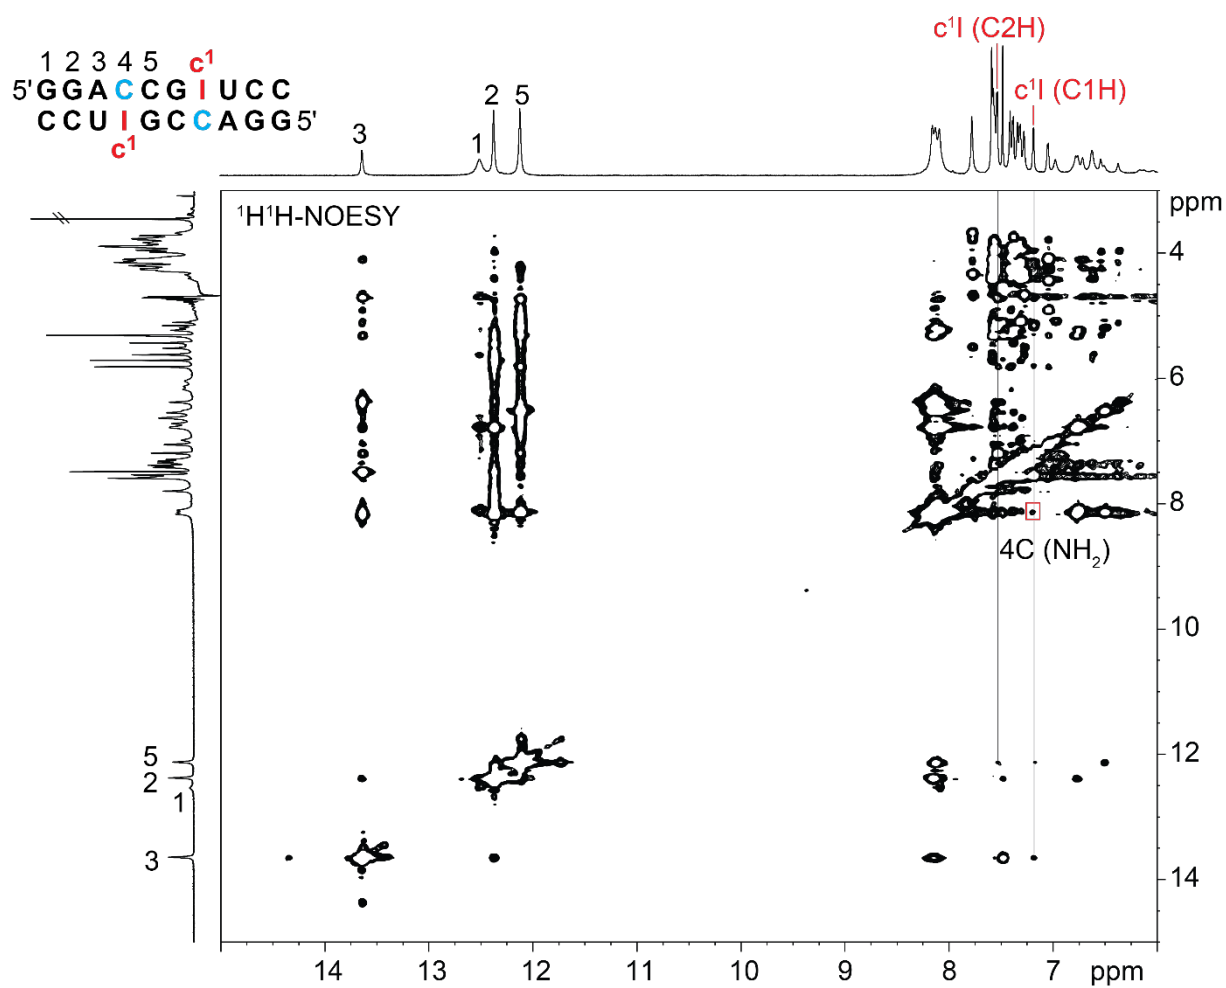 1 2 3 4 5 c¹
5'GGACCGIUCC
CCUIGCCAGG5'
c¹
c¹I (C2H)
c¹I (C1H)
3
1
2
5
¹H¹H-NOESY
ppm
4
6
8
10
12
14
4C (NH₂)
5
2
1
3
14 13 12 11 10 9 8 7 ppm